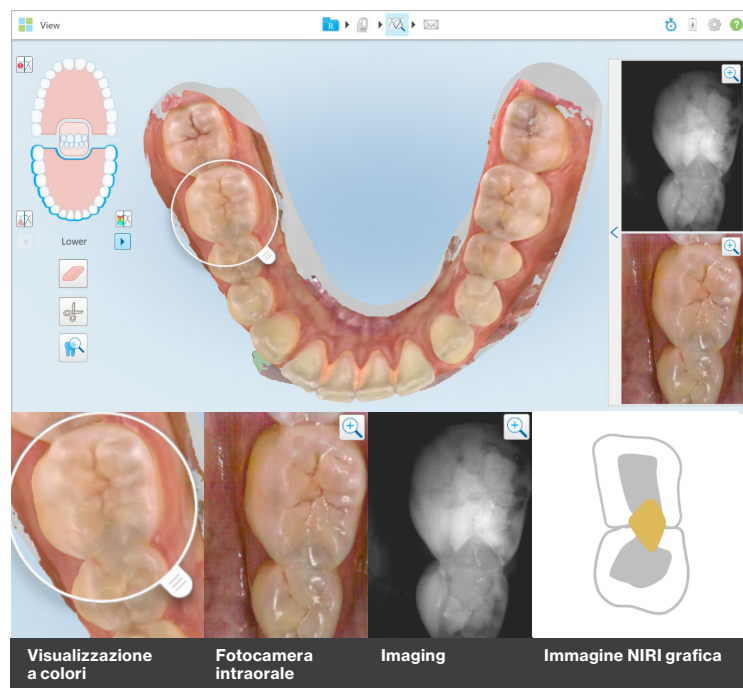 View
R
?
Lower
Visualizzazione
a colori
Fotocamera
intraorale
Imaging
Immagine NIRI grafica